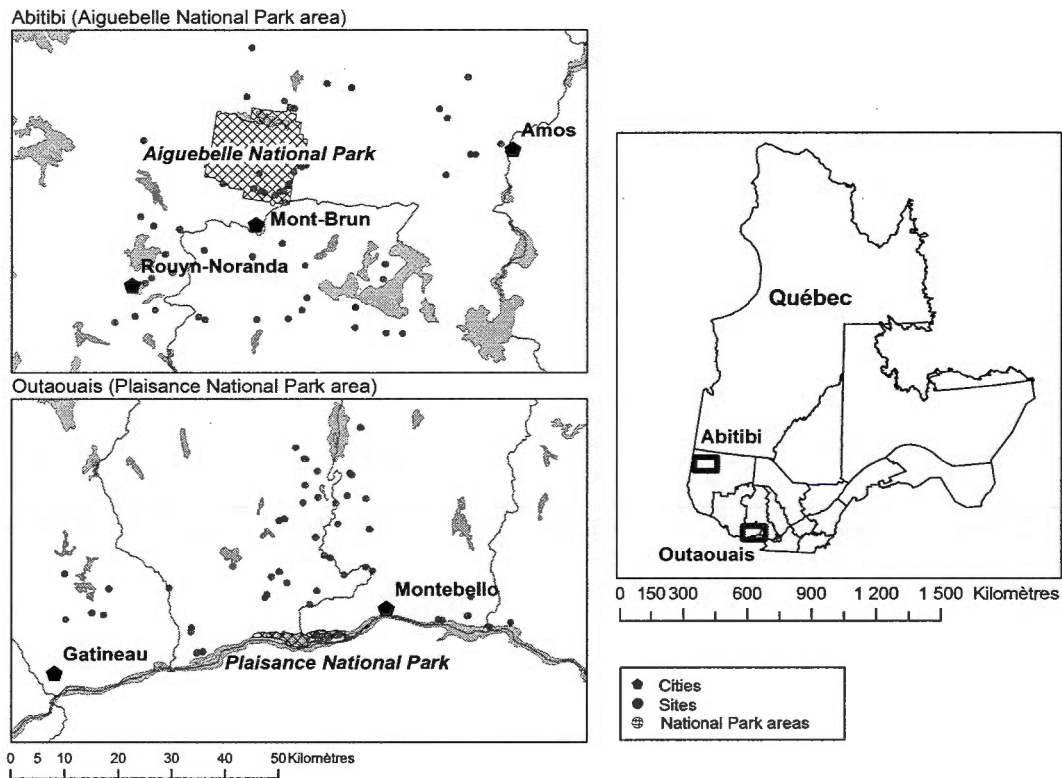 Abitibi (Aiguebelle National Park area)
Amos
Aiguebelle National Park
Mont-Brun
Rouyn-Noranda
Outaouais (Plaisance National Park area)
Montebello
Gatineau
Plaisance National Park
0 5 10 20 30 40 50 Kilomètres
Québec
Abitibi
Outaouais
0 150 300 600 900 1 200 1 500 Kilomètres
Cities
Sites
National Park areas